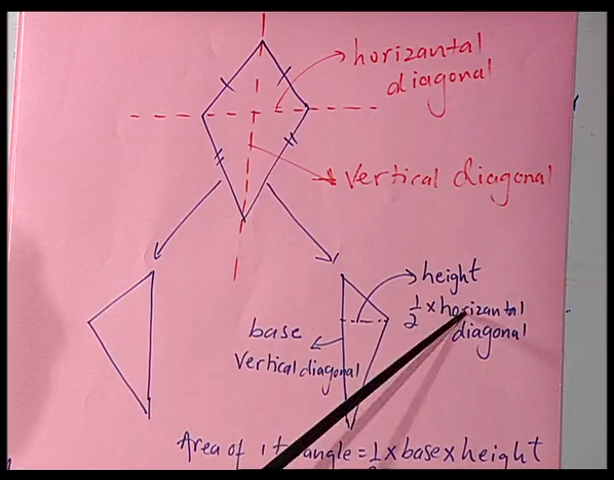 horizantal
diagonal
vertical diagonal
height
1/2 × horizantal
diagonal
base
Vertical diagonal
Area of 1 triangle = 1/2 × base × height